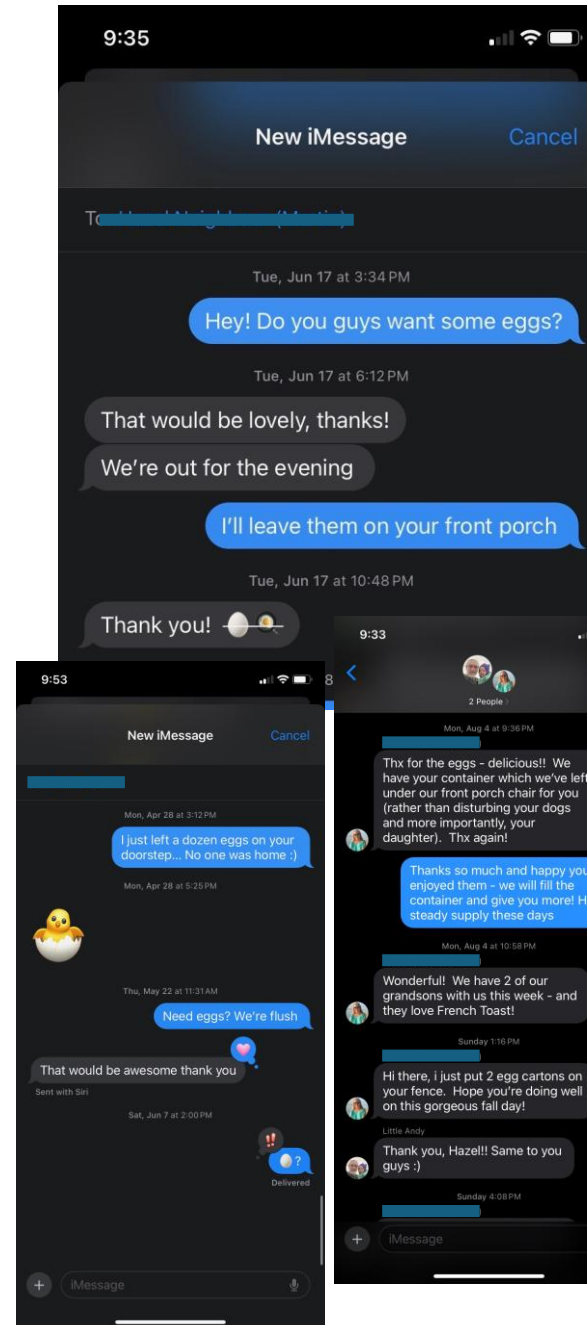 9:35
New iMessage
Cancel
Tue, Jun 17 at 3:34 PM
Hey! Do you guys want some eggs?
Tue, Jun 17 at 6:12 PM
That would be lovely, thanks!
We're out for the evening
I'll leave them on your front porch
Tue, Jun 17 at 10:48 PM
Thank you! 🥚🍳
9:53
New iMessage
Cancel
Mon, Apr 28 at 3:12 PM
I just left a dozen eggs on your
doorstep... No one was home :)
Mon, Apr 28 at 5:25 PM
Thu, May 22 at 11:31 AM
Need eggs? We're flush
That would be awesome thank you
Sent with Siri
Sat, Jun 7 at 2:00 PM
!!
🥚?
Delivered
iMessage
9:33
2 People
Mon, Aug 4 at 9:36 PM
Thx for the eggs - delicious!! We
have your container which we've left
under our front porch chair for you
(rather than disturbing your dogs
and more importantly, your
daughter). Thx again!
Thanks so much and happy you
enjoyed them - we will fill the
container and give you more!
steady supply these days
Mon, Aug 4 at 10:58 PM
Wonderful! We have 2 of our
grandsons with us this week - and
they love French Toast!
Sunday 1:16 PM
Hi there, i just put 2 egg cartons on
your fence. Hope you're doing well
on this gorgeous fall day!
Little Andy
Thank you, Hazel!! Same to you
guys :)
Sunday 4:08 PM
iMessage